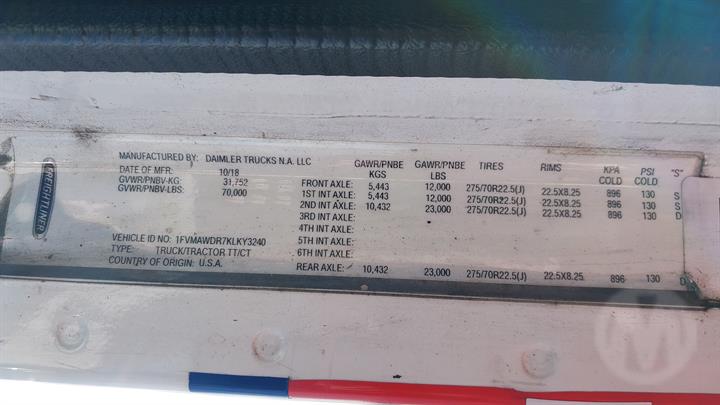 FREIGHTLINER
MANUFACTURED BY: DAIMLER TRUCKS N.A. LLC
DATE OF MFR: 10/18
GVWR/PNBV-KG 31,752
GVWR/PNBV-LBS: 70,000
VEHICLE ID NO: 1FVMAWDR7KLKY3240
TYPE: TRUCK/TRACTOR TT/CT
COUNTRY OF ORIGIN: U.S.A.
GAWR/PNBE KGS GAWR/PNBE LBS TIRES RIMS KPA COLD PSI COLD "S"
FRONT AXLE: 5,443 12,000 275/70R22.5(J) 22.5X8.25 896 130 S
1ST INT AXLE: 5,443 12,000 275/70R22.5(J) 22.5X8.25 896 130 S
2ND INT AXLE: 10,432 23,000 275/70R22.5(J) 22.5X8.25 896 130 D
3RD INT AXLE:
4TH INT AXLE:
5TH INT AXLE:
6TH INT AXLE:
REAR AXLE: 10,432 23,000 275/70R22.5(J) 22.5X8.25 896 130 D
M